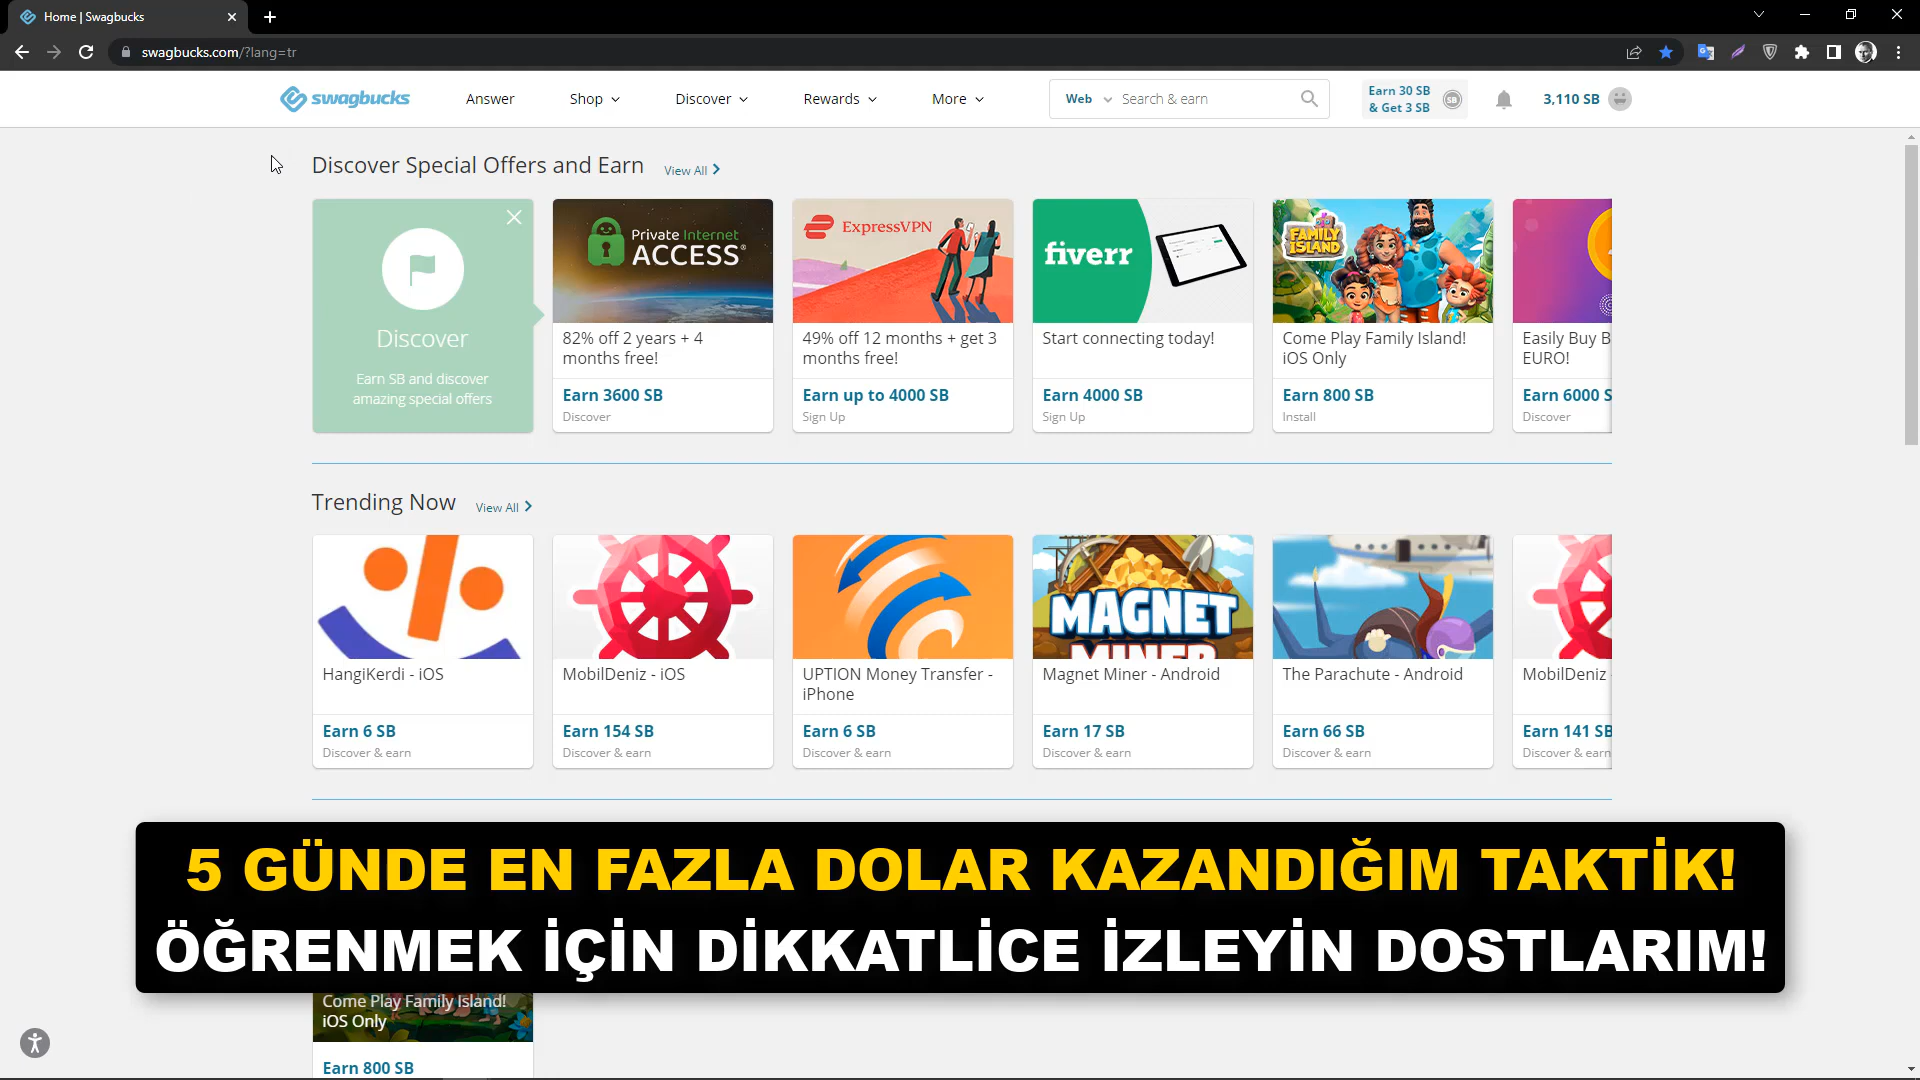 Home | Swagbucks
swagbucks.com/?lang=tr
swagbucks
Answer
Shop
Discover
Rewards
More
Web
Search & earn
Earn 30 SB
& Get 3 SB
SB
3,110 SB
Discover Special Offers and Earn
View All
Discover
Earn SB and discover
amazing special offers
Private Internet
ACCESS®
82% off 2 years + 4
months free!
Earn 3600 SB
Discover
ExpressVPN
49% off 12 months + get 3
months free!
Earn up to 4000 SB
Sign Up
fiverr
Start connecting today!
Earn 4000 SB
Sign Up
FAMILY
ISLAND
Come Play Family Island!
iOS Only
Earn 800 SB
Install
Easily Buy B
EURO!
Earn 6000 S
Discover
Trending Now
View All
HangiKerdi - iOS
Earn 6 SB
Discover & earn
MobilDeniz - iOS
Earn 154 SB
Discover & earn
UPTION Money Transfer -
iPhone
Earn 6 SB
Discover & earn
MAGNET
MINER
Magnet Miner - Android
Earn 17 SB
Discover & earn
The Parachute - Android
Earn 66 SB
Discover & earn
MobilDeniz -
Earn 141 SB
Discover & earn
5 GÜNDE EN FAZLA DOLAR KAZANDIĞIM TAKTİK!
ÖĞRENMEK İÇİN DİKKATLİCE İZLEYİN DOSTLARIM!
Come Play Family Island!
iOS Only
Earn 800 SB